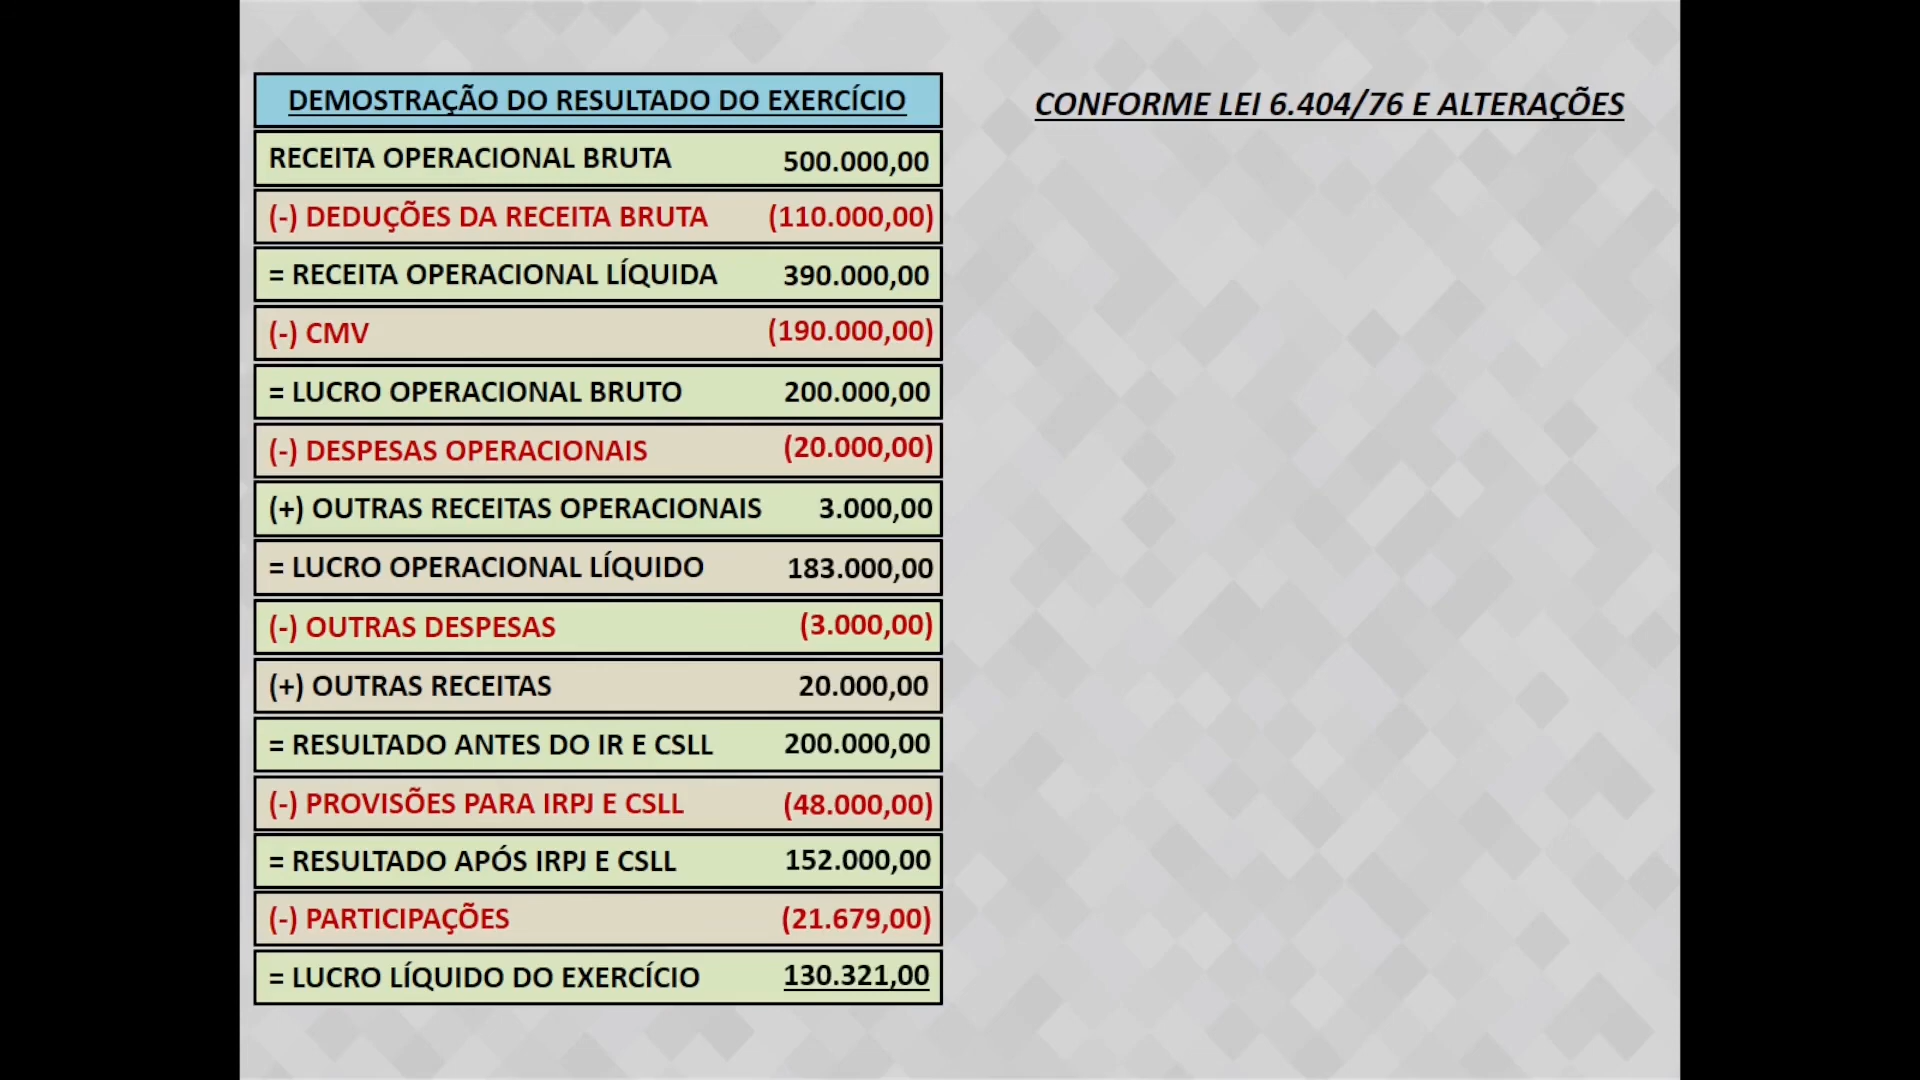 DEMOSTRAÇÃO DO RESULTADO DO EXERCÍCIO
CONFORME LEI 6.404/76 E ALTERAÇÕES
RECEITA OPERACIONAL BRUTA 500.000,00
(-) DEDUÇÕES DA RECEITA BRUTA (110.000,00)
= RECEITA OPERACIONAL LÍQUIDA 390.000,00
(-) CMV (190.000,00)
= LUCRO OPERACIONAL BRUTO 200.000,00
(-) DESPESAS OPERACIONAIS (20.000,00)
(+) OUTRAS RECEITAS OPERACIONAIS 3.000,00
= LUCRO OPERACIONAL LÍQUIDO 183.000,00
(-) OUTRAS DESPESAS (3.000,00)
(+) OUTRAS RECEITAS 20.000,00
= RESULTADO ANTES DO IR E CSLL 200.000,00
(-) PROVISÕES PARA IRPJ E CSLL (48.000,00)
= RESULTADO APÓS IRPJ E CSLL 152.000,00
(-) PARTICIPAÇÕES (21.679,00)
= LUCRO LÍQUIDO DO EXERCÍCIO 130.321,00